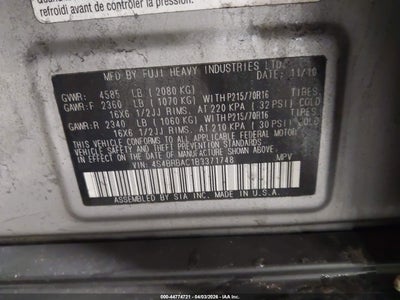 refroidi avant de contrôler la press
MFD BY FUJI HEAVY INDUSTRIES LTD.
DATE: 11/10
GVWR: 4585 LB (2080 KG)
GAWR:F 2360 LB (1070 KG) WITH P215/70R16 TIRES,
16X6 1/2JJ RIMS, AT 220 KPA (32 PSI) COLD
GAWR:R 2340 LB (1060 KG) WITH P215/70R16 TIRES,
16X6 1/2JJ RIMS, AT 210 KPA (30 PSI) COLD
THIS VEHICLE CONFORMS TO ALL APPLICABLE
FEDERAL MOTOR VEHICLE SAFETY AND THEFT
PREVENTION STANDARDS IN EFFECT ON THE DATE
OF MANUFACTURE SHOWN ABOVE.
VIN: MPV
ASSEMBLED BY SIA INC. MADE IN U.S.A.
000-44774721 - 04/03/2026 - IAA Inc.